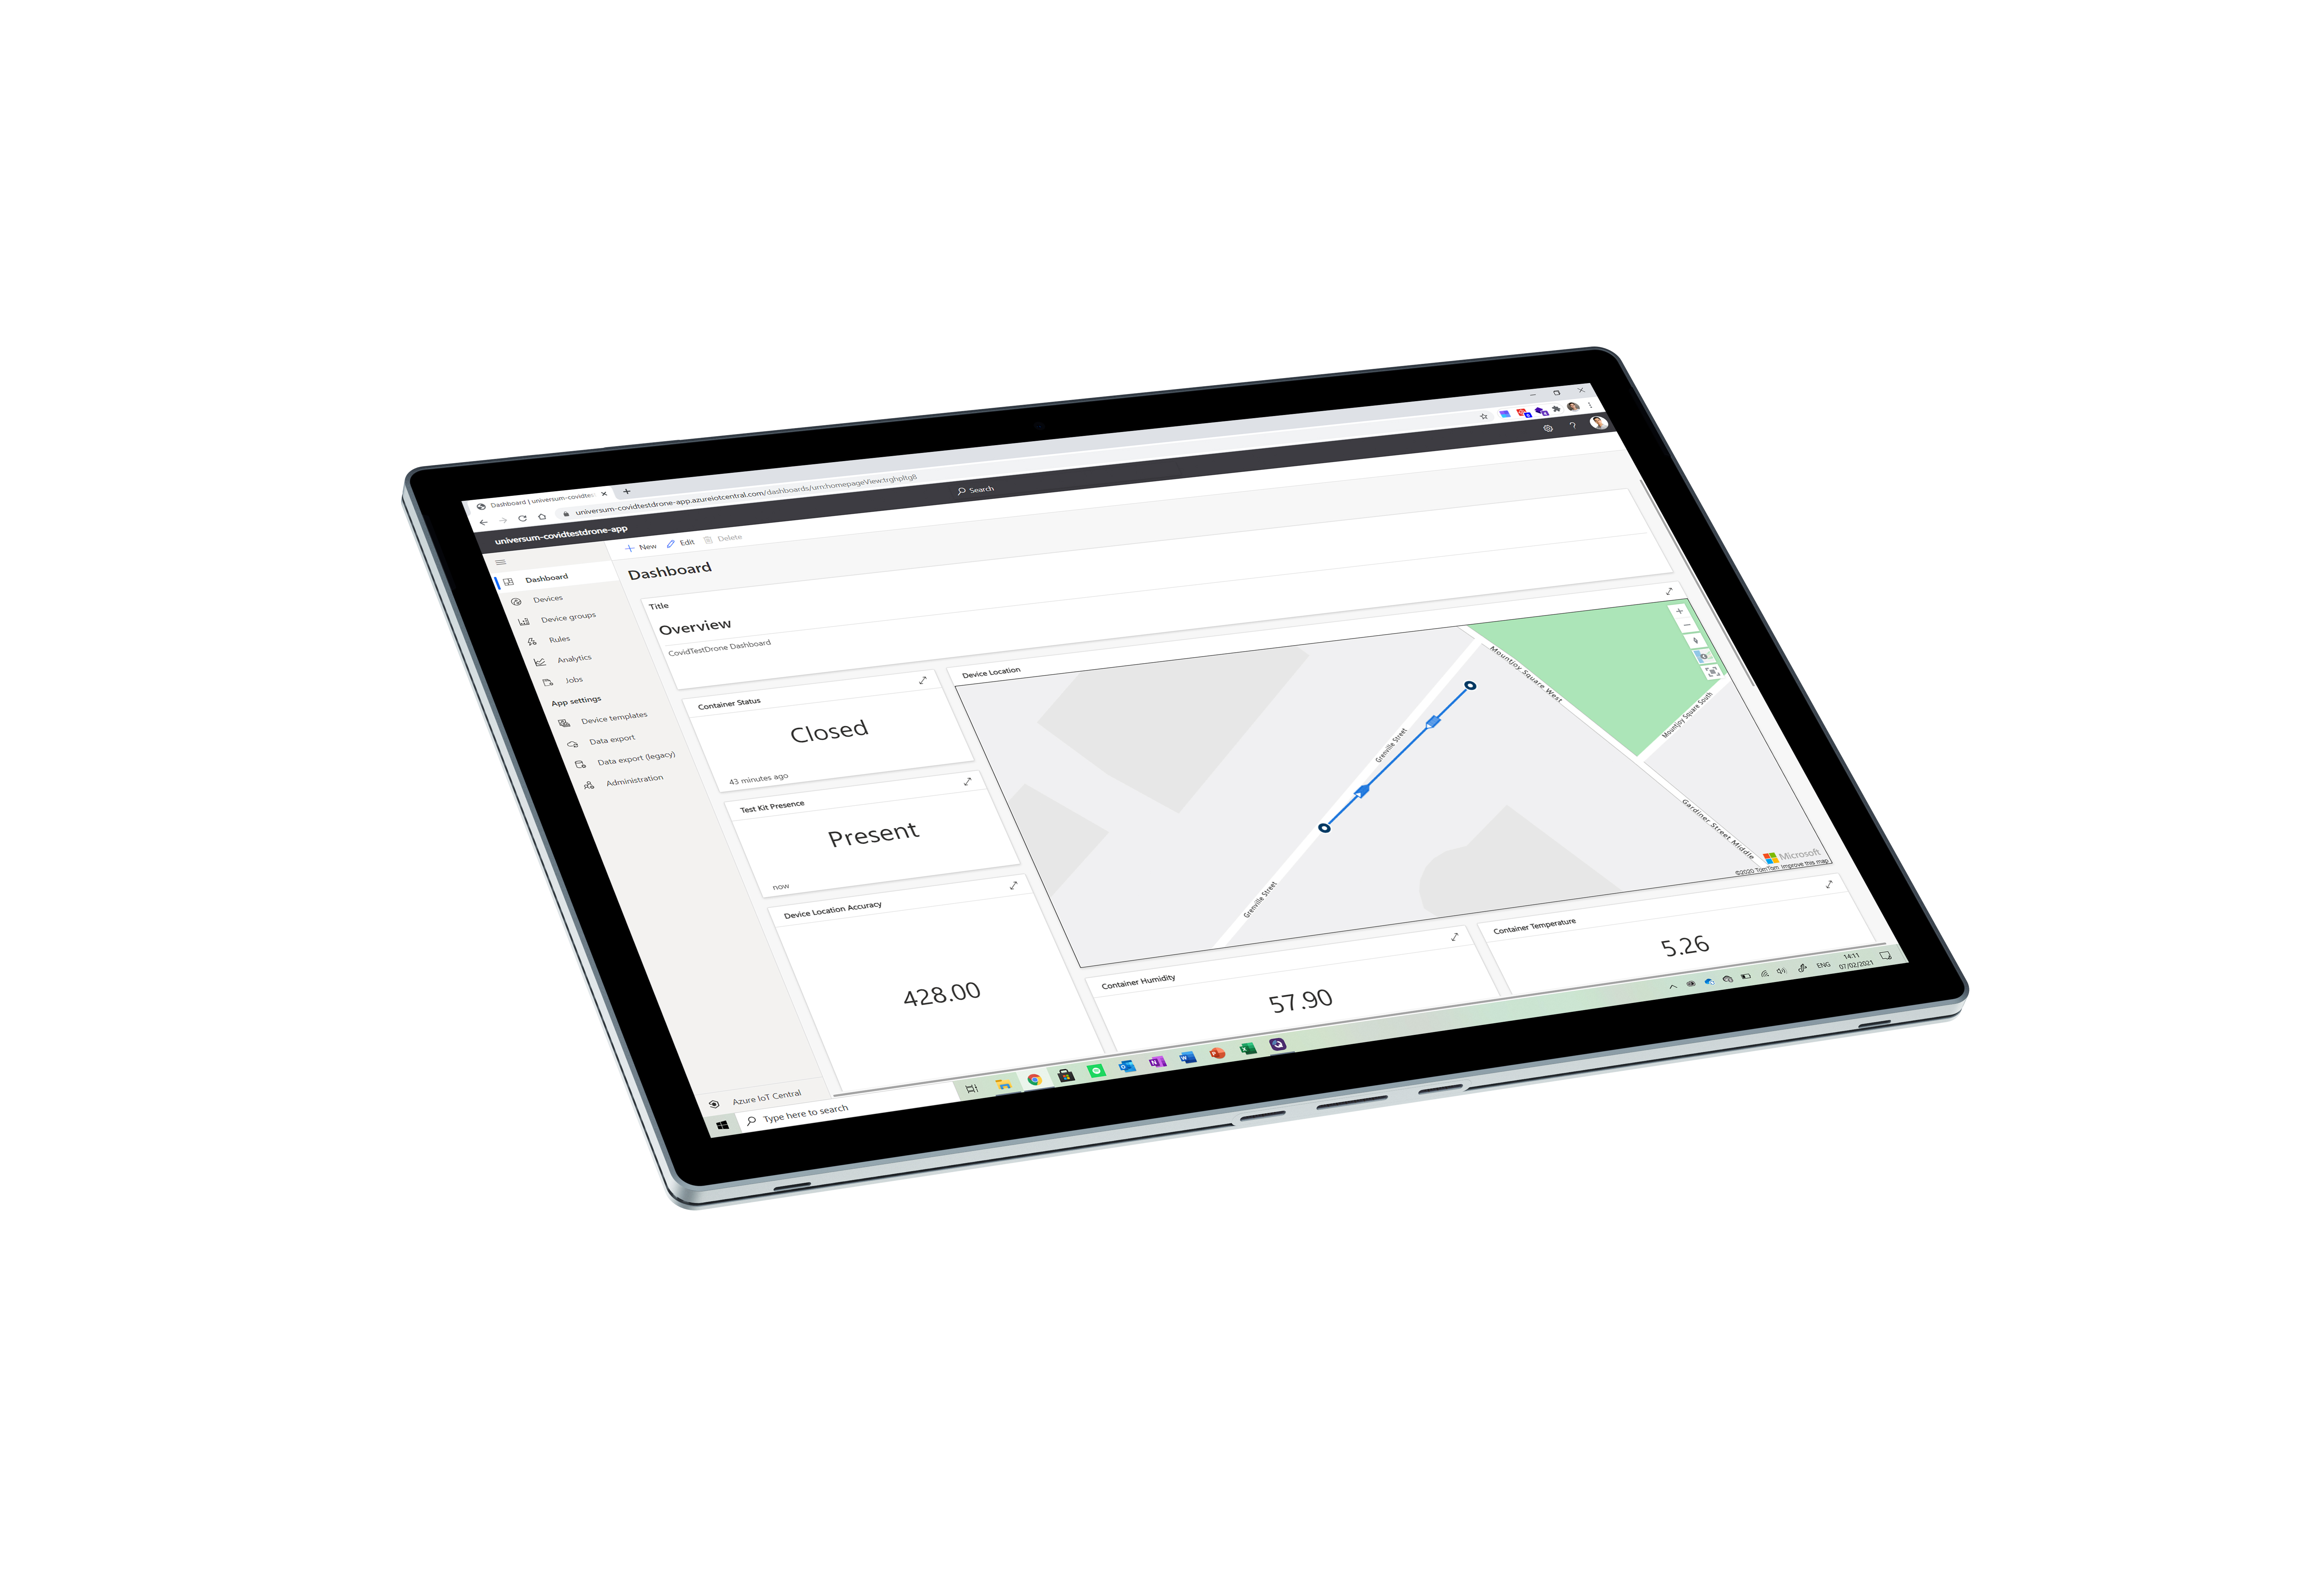 Dashboard | universum-covidtes
universum-covidtestdrone-app.azureiotcentral.com/dashboards/urn:homepageView:trghpltg8
universum-covidtestdrone-app
Search
New Edit Delete
Dashboard
Devices
Device groups
Rules
Analytics
Jobs
App settings
Device templates
Data export
Data export (legacy)
Administration
Azure IoT Central
Dashboard
Title
Overview
CovidTestDrone Dashboard
Container Status
Closed
43 minutes ago
Test Kit Presence
Present
now
Device Location Accuracy
428.00
Device Location
Mountjoy Square West
Mountjoy Square South
Grenville Street
Grenville Street
Gardiner Street Middle
Microsoft
©2020 TomTom Improve this map
Container Humidity
57.90
Container Temperature
5.26
Type here to search
ENG
14:11
07/02/2021